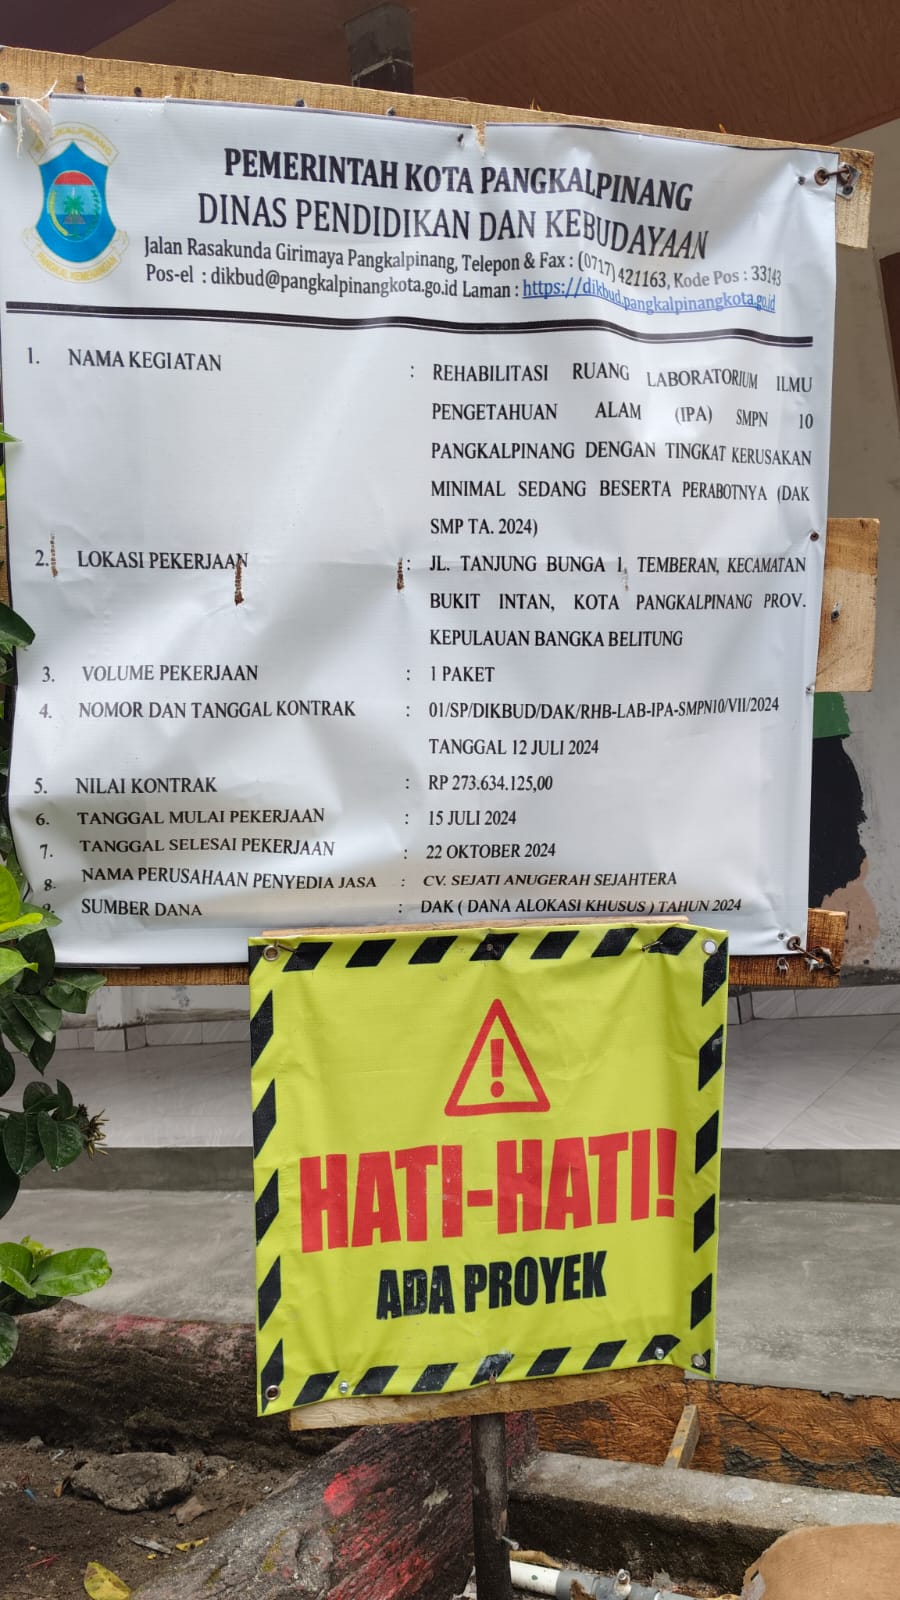 PANGKALPINANG
PANGKAL KEMENANGAN
PEMERINTAH KOTA PANGKALPINANG
DINAS PENDIDIKAN DAN KEBUDAYAAN
Jalan Rasakunda Girimaya Pangkalpinang, Telepon & Fax : (0717) 421163, Kode Pos : 33143
Pos-el : dikbud@pangkalpinangkota.go.id Laman : https://dikbud.pangkalpinangkota.go.id
1. NAMA KEGIATAN : REHABILITASI RUANG LABORATORIUM ILMU
PENGETAHUAN ALAM (IPA) SMPN 10
PANGKALPINANG DENGAN TINGKAT KERUSAKAN
MINIMAL SEDANG BESERTA PERABOTNYA (DAK
SMP TA. 2024)
2. LOKASI PEKERJAAN : JL. TANJUNG BUNGA 1, TEMBERAN, KECAMATAN
BUKIT INTAN, KOTA PANGKALPINANG PROV.
KEPULAUAN BANGKA BELITUNG
3. VOLUME PEKERJAAN : 1 PAKET
4. NOMOR DAN TANGGAL KONTRAK : 01/SP/DIKBUD/DAK/RHB-LAB-IPA-SMPN10/VII/2024
TANGGAL 12 JULI 2024
5. NILAI KONTRAK : RP 273.634.125,00
6. TANGGAL MULAI PEKERJAAN : 15 JULI 2024
7. TANGGAL SELESAI PEKERJAAN : 22 OKTOBER 2024
8. NAMA PERUSAHAAN PENYEDIA JASA : CV. SEJATI ANUGERAH SEJAHTERA
9. SUMBER DANA : DAK ( DANA ALOKASI KHUSUS ) TAHUN 2024
HATI-HATI!
ADA PROYEK